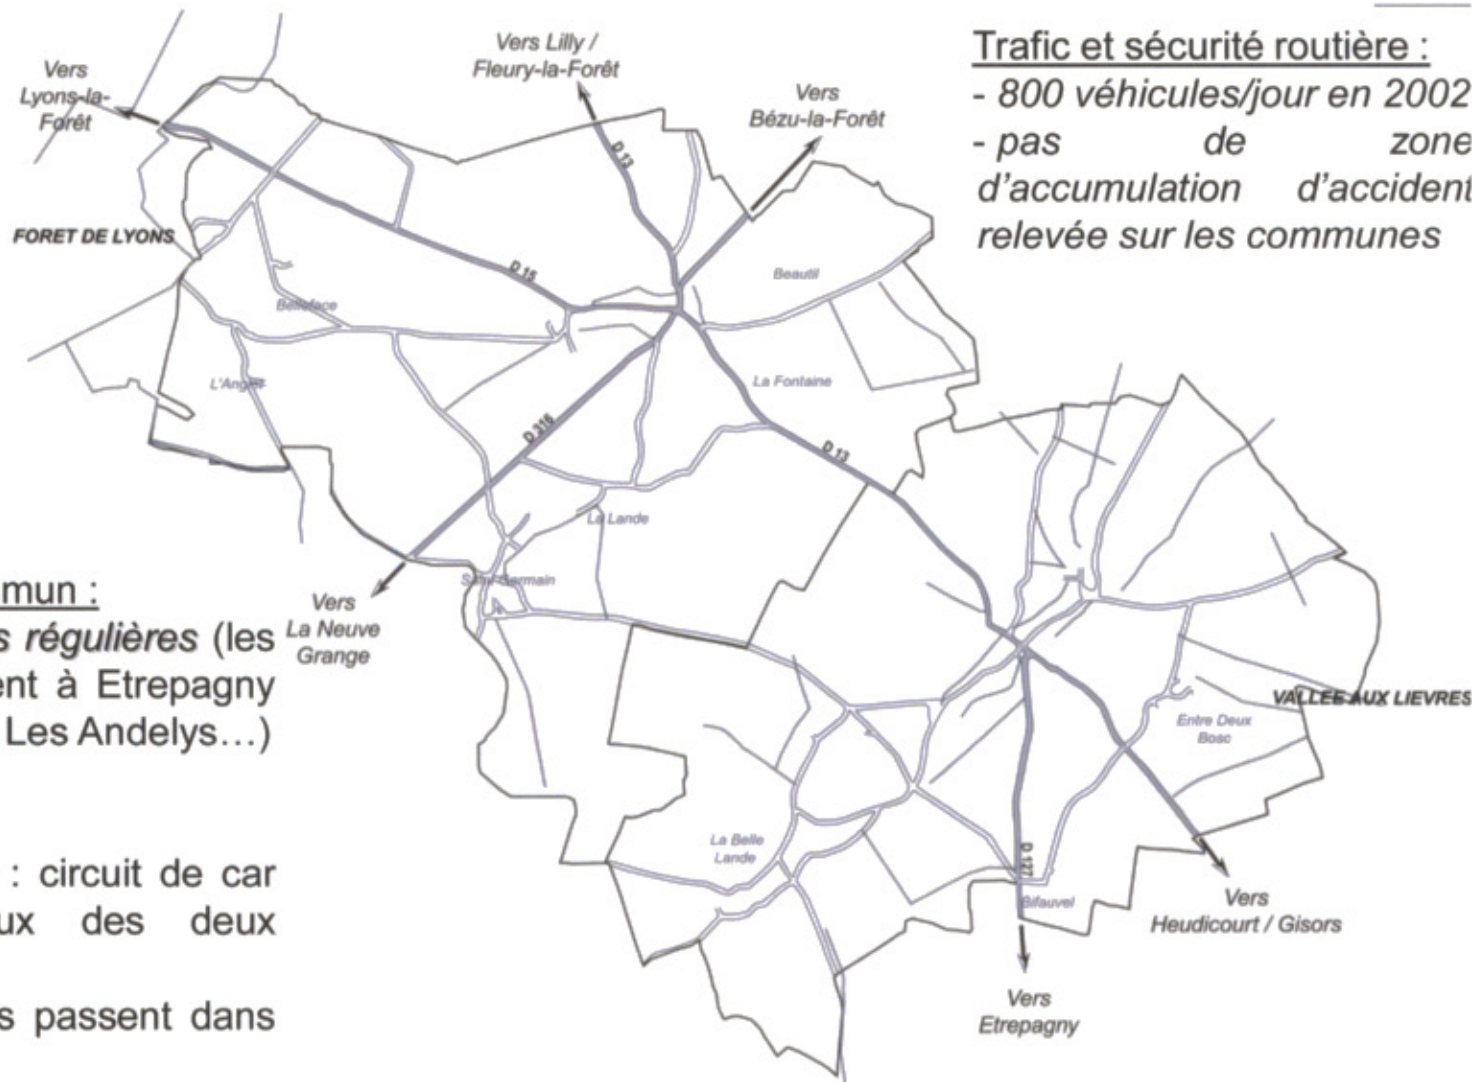 Vers
Lyons-la-
Forêt
Vers Lilly /
Fleury-la-Forêt
Vers
Bézu-la-Forêt
Trafic et sécurité routière :
- 800 véhicules/jour en 2002
- pas de zone
d'accumulation d'accident
relevée sur les communes
D 13
FORET DE LYONS
D 15
Beautil
Belleface
L'Anglet
La Fontaine
D 316
D 13
La Lande
Saint Germain
Vers
La Neuve
Grange
mun :
s régulières (les
ent à Etrepagny
Les Andelys…)
VALLEE AUX LIEVRES
Entre Deux
Bosc
La Belle
Lande
D 127
Bifauvel
: circuit de car
ux des deux
s passent dans
Vers
Heudicourt / Gisors
Vers
Etrepagny